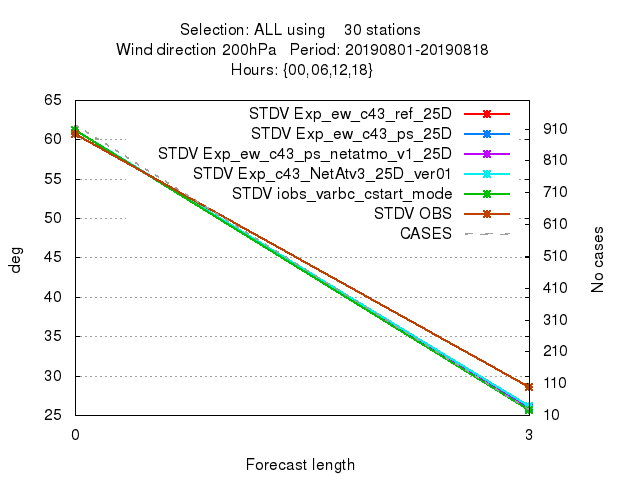 Selection: ALL using    30 stations
Wind direction 200hPa   Period: 20190801-20190818
Hours: {00,06,12,18}
65
60
55
50
45
40
35
30
25
deg
STDV Exp_ew_c43_ref_25D
STDV Exp_ew_c43_ps_25D
STDV Exp_ew_c43_ps_netatmo_v1_25D
STDV Exp_c43_NetAtv3_25D_ver01
STDV iobs_varbc_cstart_mode
STDV OBS
CASES
910
810
710
610
510
410
310
210
110
10
No cases
0
3
Forecast length